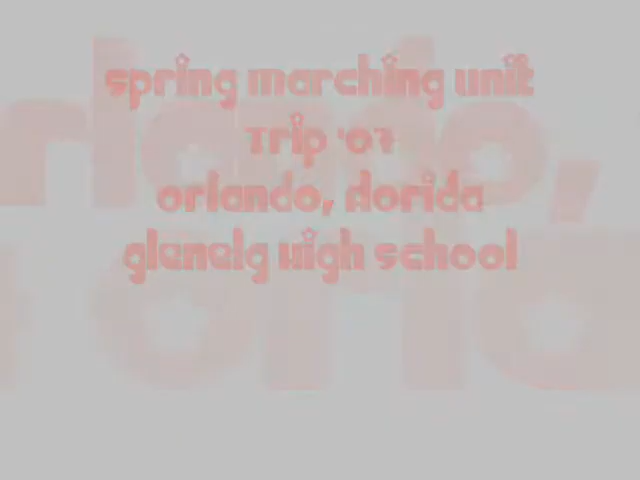 spring marching unit
Trip '07
orlando, florida
glenelg High school